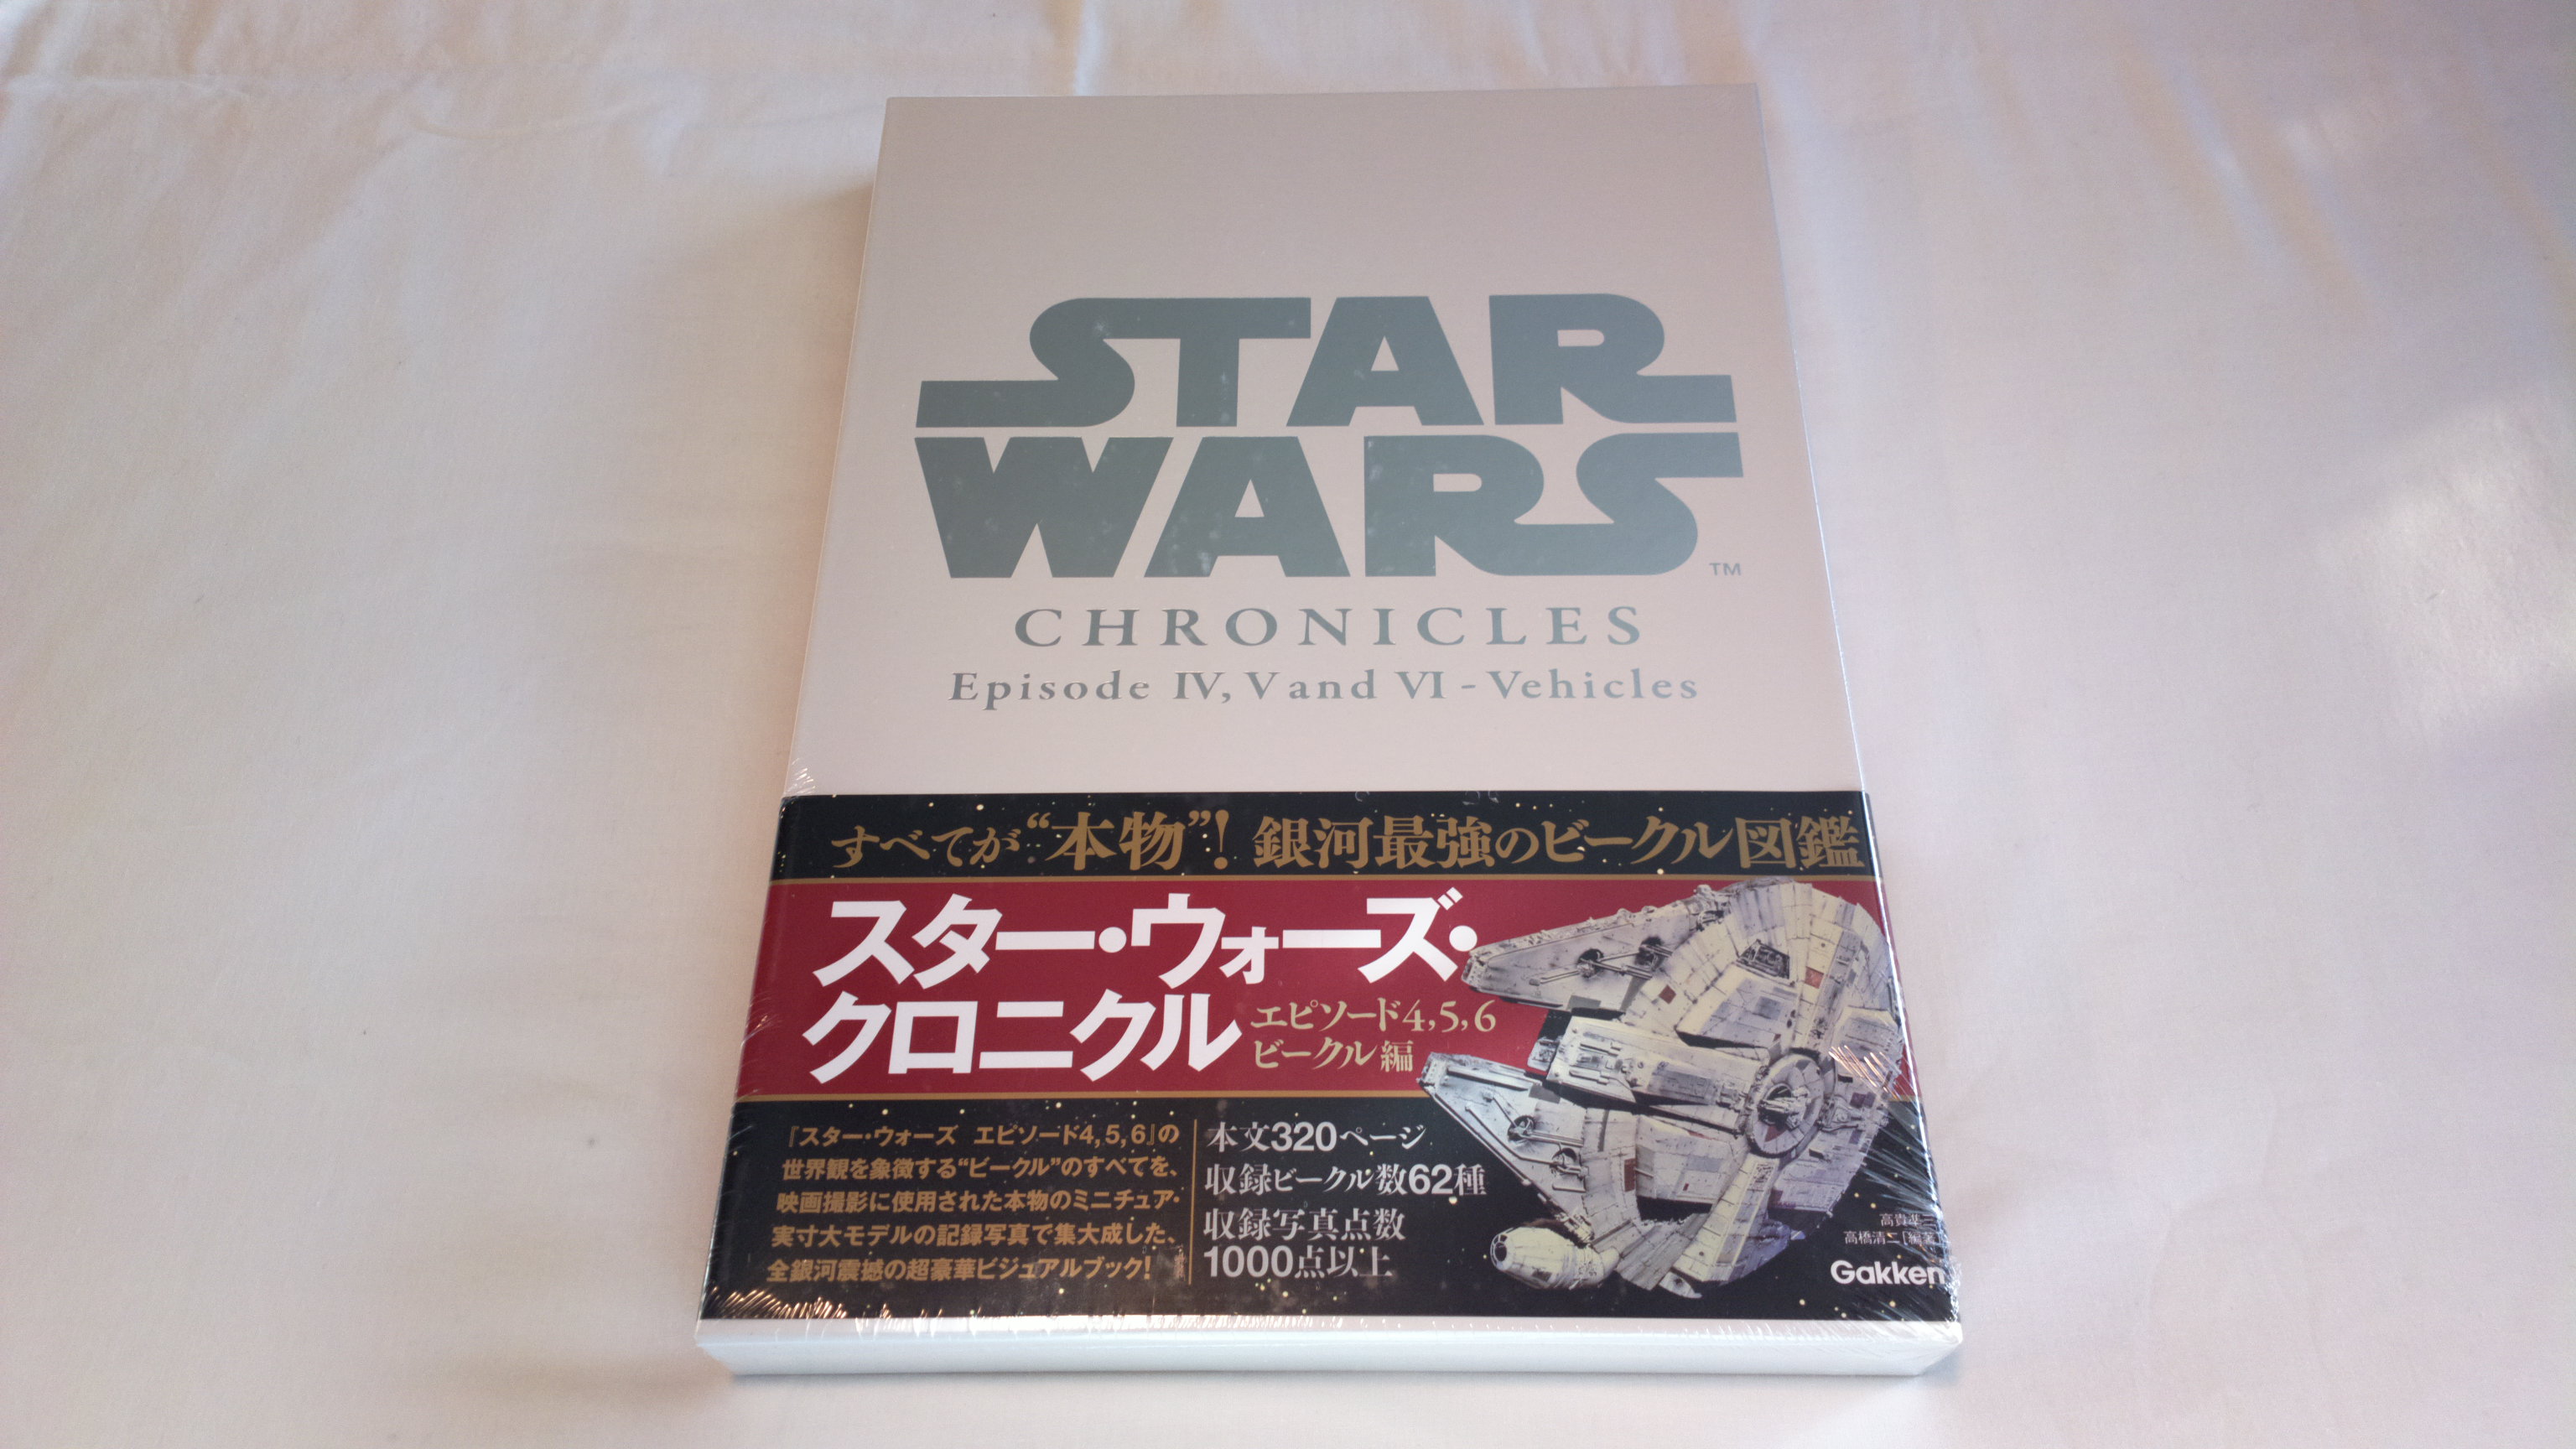 STAR
WARS
TM
CHRONICLES
Episode IV, V and VI - Vehicles
すべてが“本物”! 銀河最強のビークル図鑑
スター・ウォーズ・
クロニクル
エピソード4,5,6
ビークル編
『スター・ウォーズ エピソード4,5,6』の
世界観を象徴する“ビークル”のすべてを、
映画撮影に使用された本物のミニチュア・
実寸大モデルの記録写真で集大成した、
全銀河震撼の超豪華ビジュアルブック!
本文320ページ
収録ビークル数62種
収録写真点数
1000点以上
高貴
高橋清二[編著]
Gakken